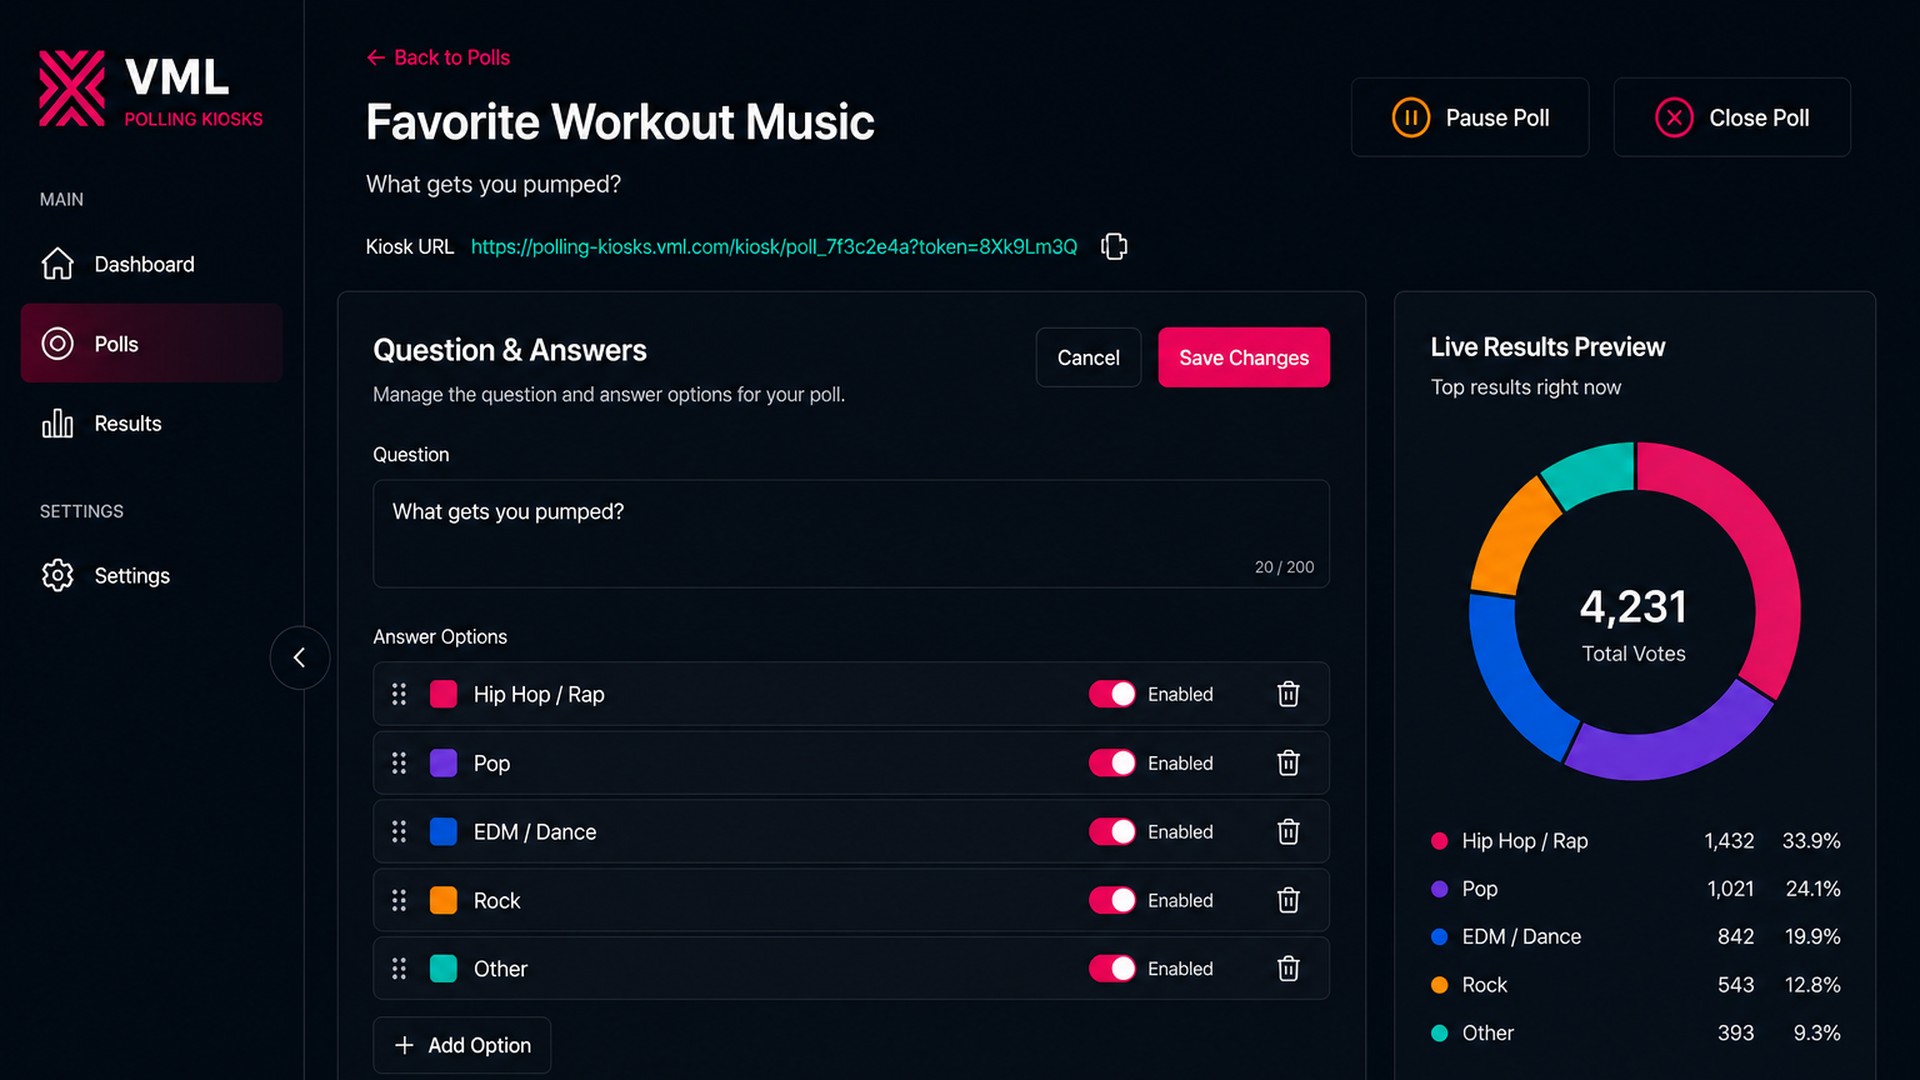 VML
POLLING KIOSKS
MAIN
Dashboard
Polls
Results
SETTINGS
Settings
← Back to Polls
Favorite Workout Music
What gets you pumped?
Kiosk URL https://polling-kiosks.vml.com/kiosk/poll_7f3c2e4a?token=8Xk9Lm3Q
Pause Poll
Close Poll
Question & Answers
Manage the question and answer options for your poll.
Cancel
Save Changes
Question
What gets you pumped?
20 / 200
Answer Options
Hip Hop / Rap Enabled
Pop Enabled
EDM / Dance Enabled
Rock Enabled
Other Enabled
+ Add Option
Live Results Preview
Top results right now
4,231
Total Votes
Hip Hop / Rap 1,432 33.9%
Pop 1,021 24.1%
EDM / Dance 842 19.9%
Rock 543 12.8%
Other 393 9.3%